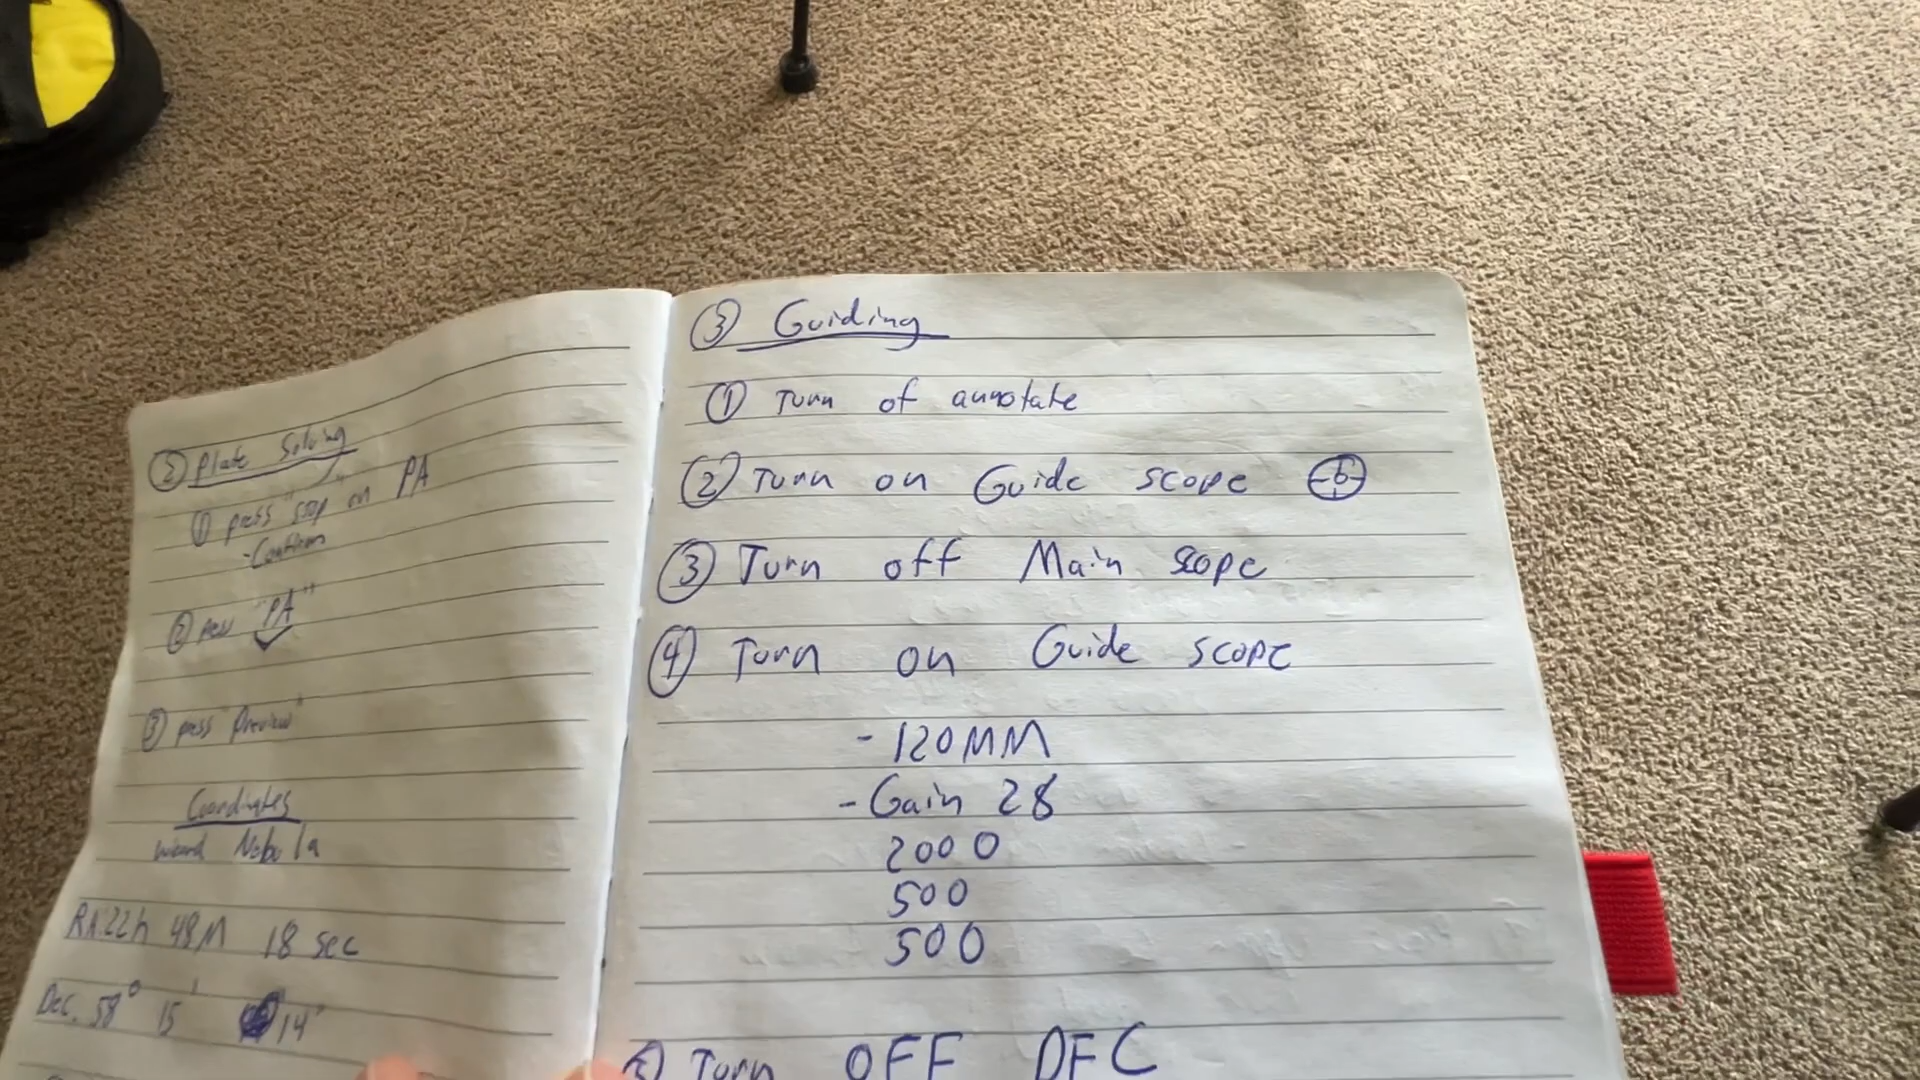 ② Plate Solving
① press "stop" on PA
- Confirm
② press "PA"
③ press "Preview"
Coordinates
wizard Nebula
RA: 22h 48M 18 sec
Dec. 58° 15' 14"
③ Guiding
① Turn of annotate
② Turn on Guide scope
③ Turn off Main scope
④ Turn on Guide scope
- 120MM
- Gain 28
2000
500
500
⑤ Turn OFF DEC